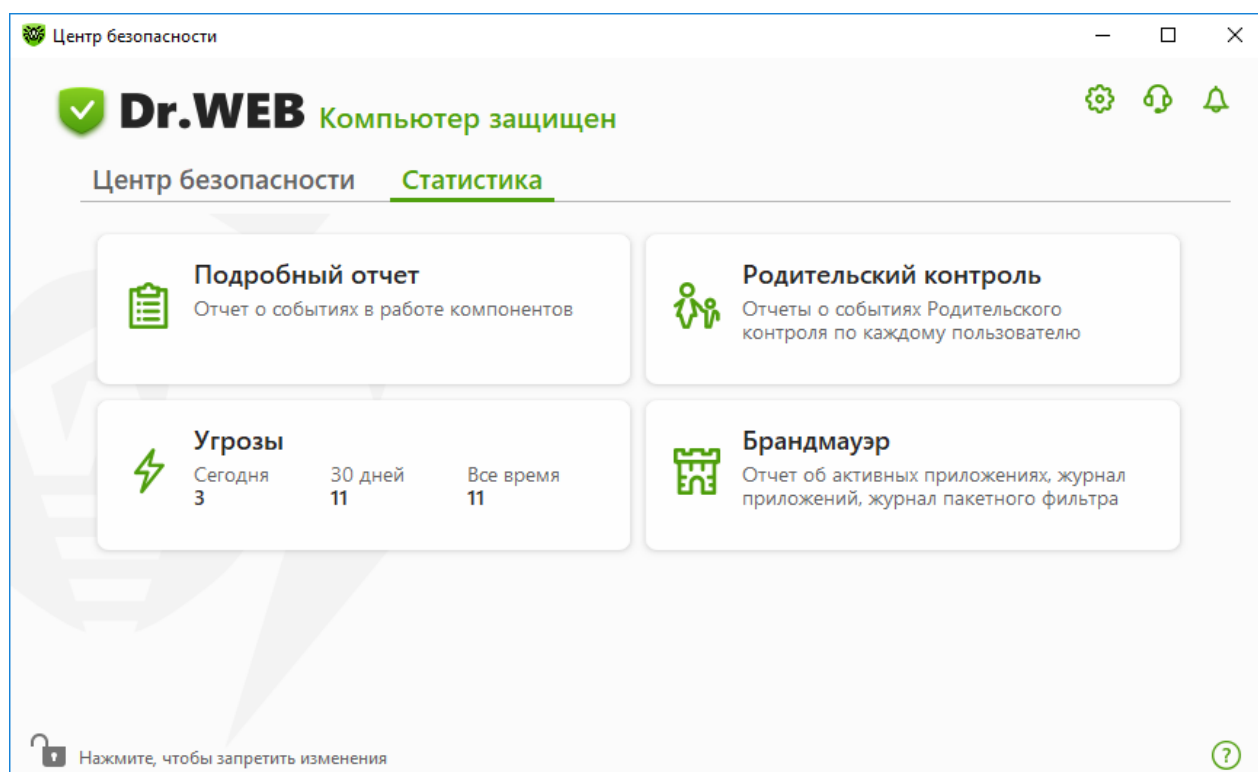 Центр безопасности
Dr.WEB Компьютер защищен
Центр безопасности Статистика
Подробный отчет
Отчет о событиях в работе компонентов
Родительский контроль
Отчеты о событиях Родительского
контроля по каждому пользователю
Угрозы
Сегодня 30 дней Все время
3 11 11
Брандмауэр
Отчет об активных приложениях, журнал
приложений, журнал пакетного фильтра
Нажмите, чтобы запретить изменения
?